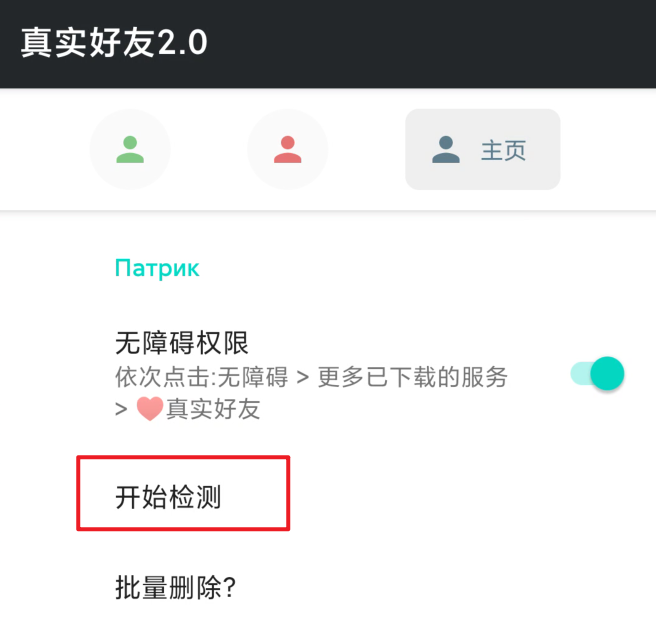 真实好友2.0
主页
Патрик
无障碍权限
依次点击:无障碍 > 更多已下载的服务
> ❤️真实好友
开始检测
批量删除?